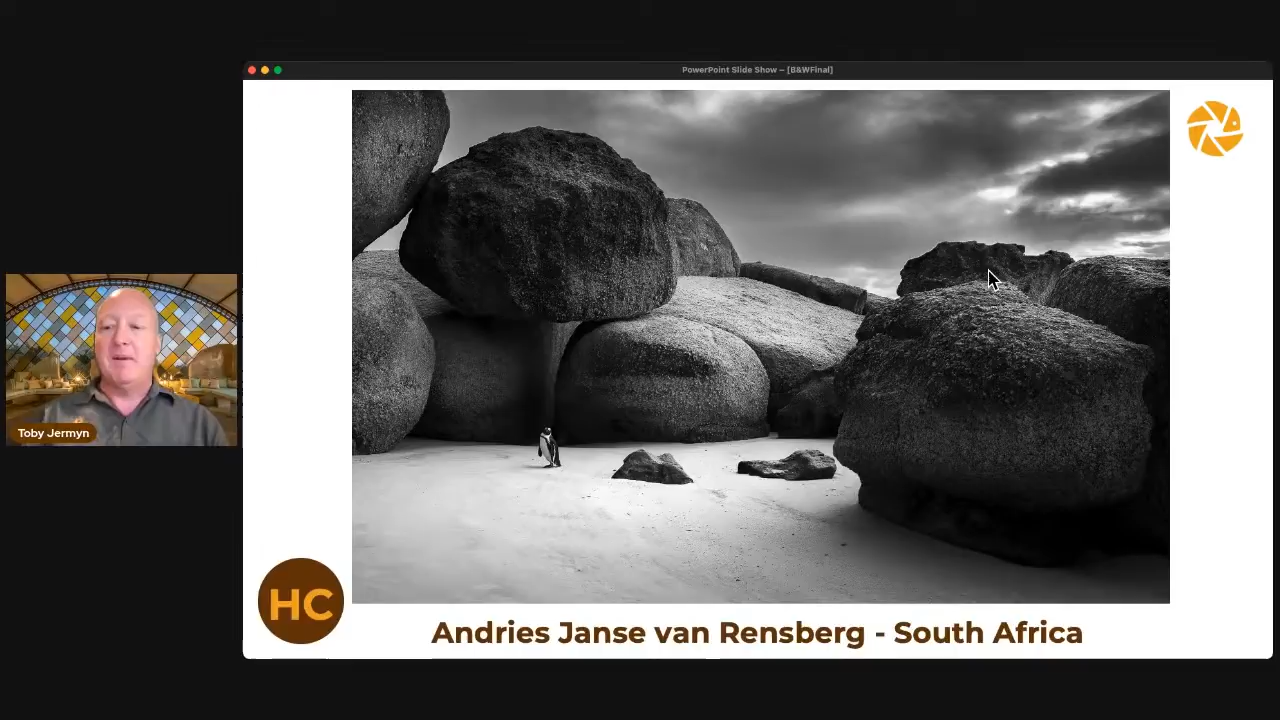 PowerPoint Slide Show – [B&WFinal]
Toby Jermyn
HC
Andries Janse van Rensberg - South Africa